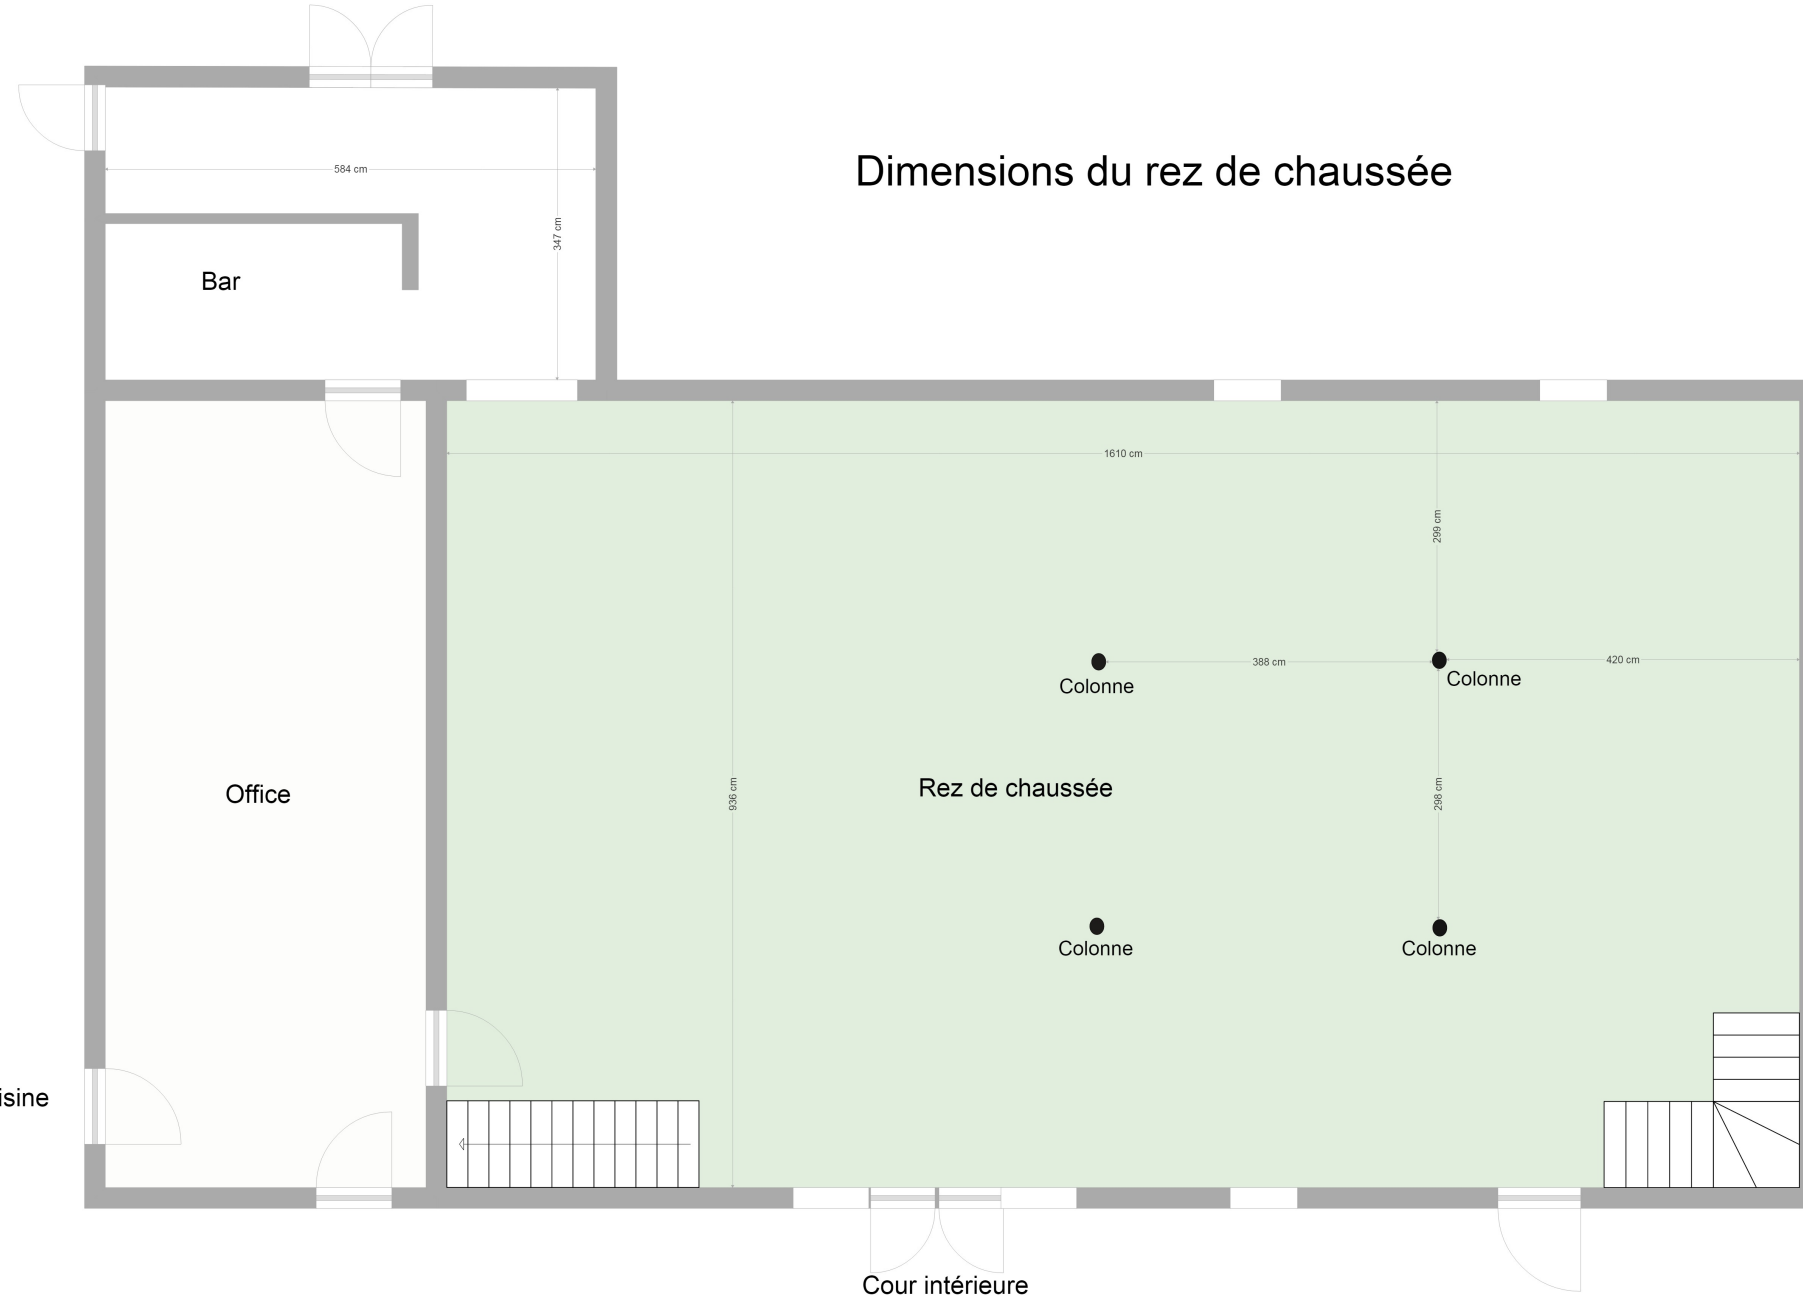 Dimensions du rez de chaussée
584 cm
347 cm
Bar
1610 cm
299 cm
388 cm
420 cm
Colonne
Colonne
Rez de chaussée
Office
936 cm
298 cm
Colonne
Colonne
isine
Cour intérieure